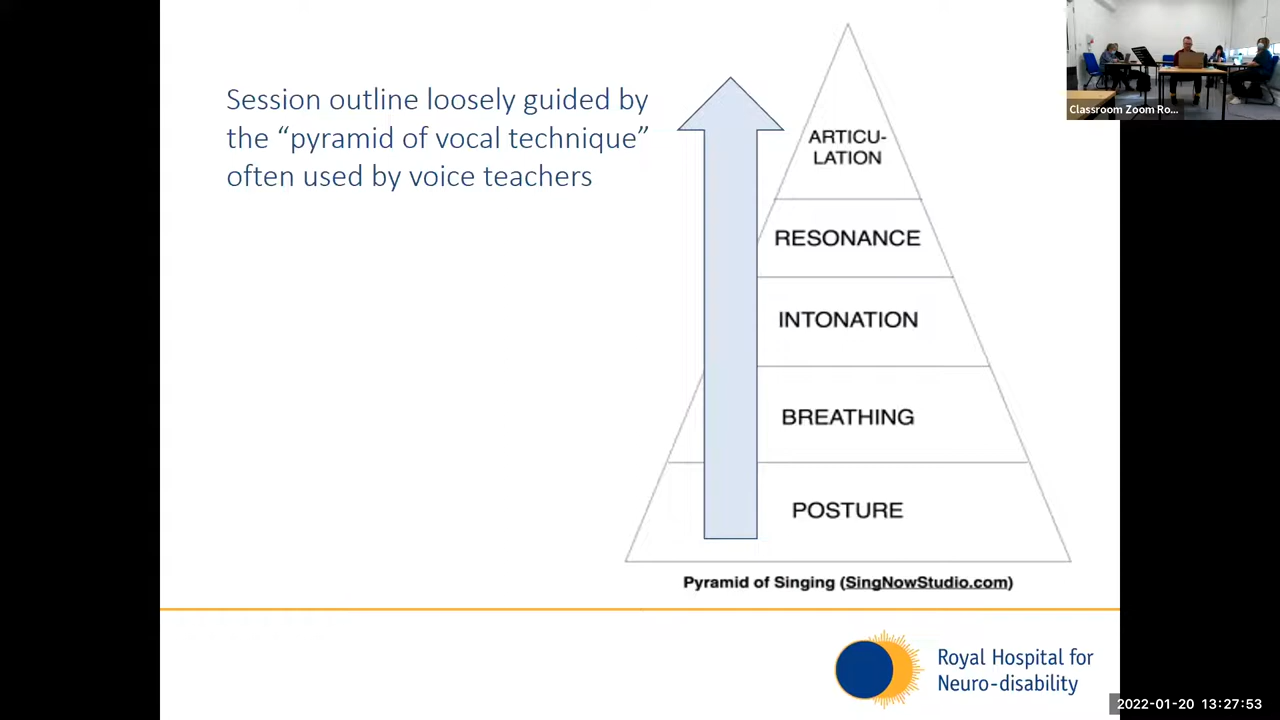 Session outline loosely guided by
the “pyramid of vocal technique”
often used by voice teachers
ARTICU-
LATION
RESONANCE
INTONATION
BREATHING
POSTURE
Pyramid of Singing (SingNowStudio.com)
Classroom Zoom Ro...
Royal Hospital for
Neuro-disability
2022-01-20 13:27:53